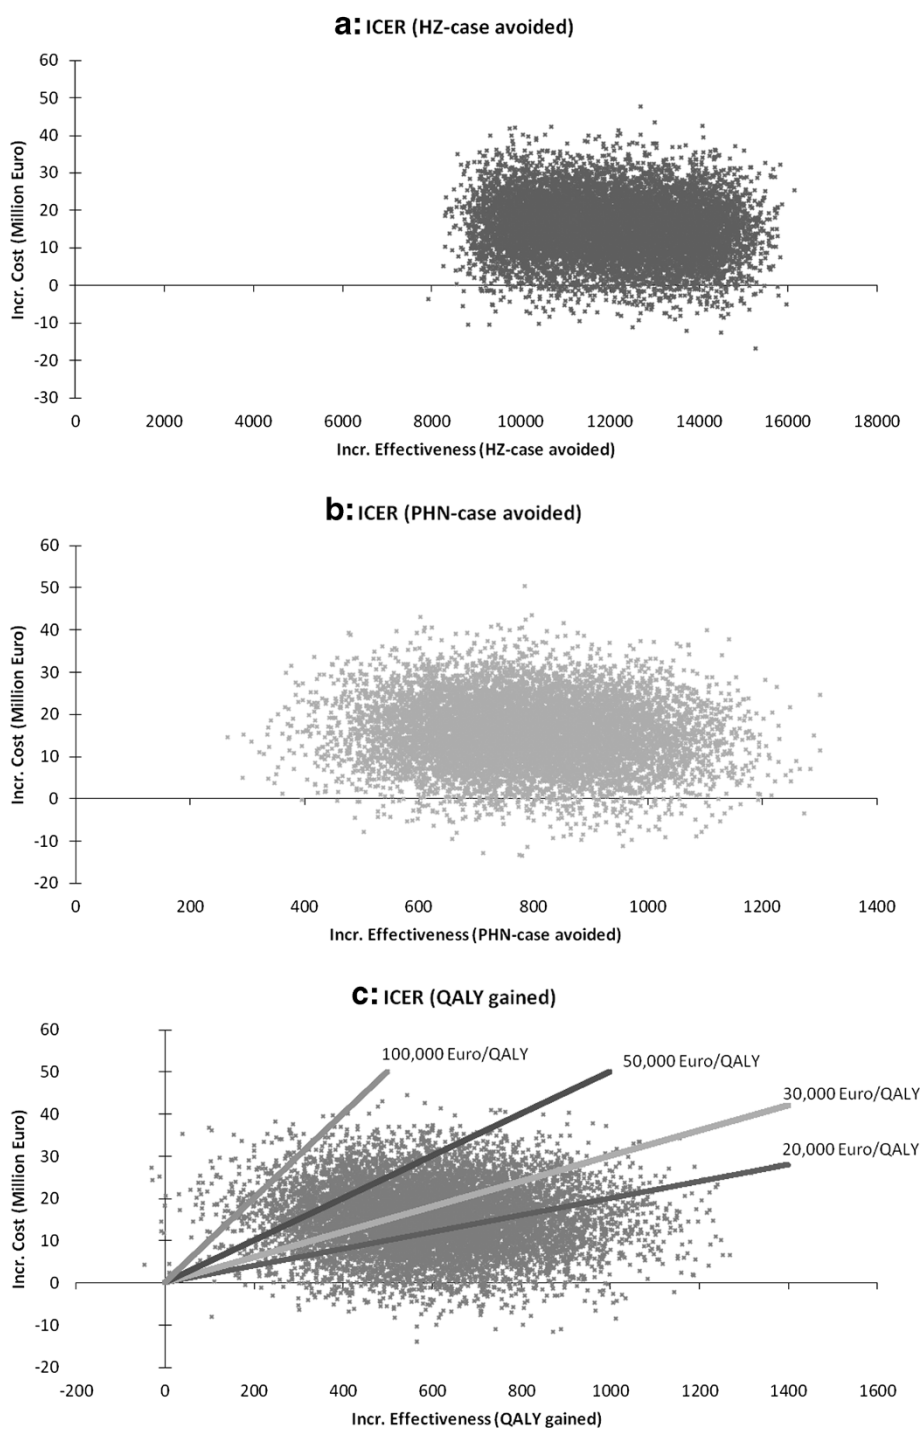 a: ICER (HZ-case avoided)
60
50
40
30
20
10
0
-10
-20
-30
Incr. Cost (Million Euro)
0 2000 4000 6000 8000 10000 12000 14000 16000 18000
Incr. Effectiveness (HZ-case avoided)
b: ICER (PHN-case avoided)
60
50
40
30
20
10
0
-10
-20
Incr. Cost (Million Euro)
0 200 400 600 800 1000 1200 1400
Incr. Effectiveness (PHN-case avoided)
c: ICER (QALY gained)
60
50
40
30
20
10
0
-10
-20
Incr. Cost (Million Euro)
100,000 Euro/QALY
50,000 Euro/QALY
30,000 Euro/QALY
20,000 Euro/QALY
-200 0 200 400 600 800 1000 1200 1400 1600
Incr. Effectiveness (QALY gained)